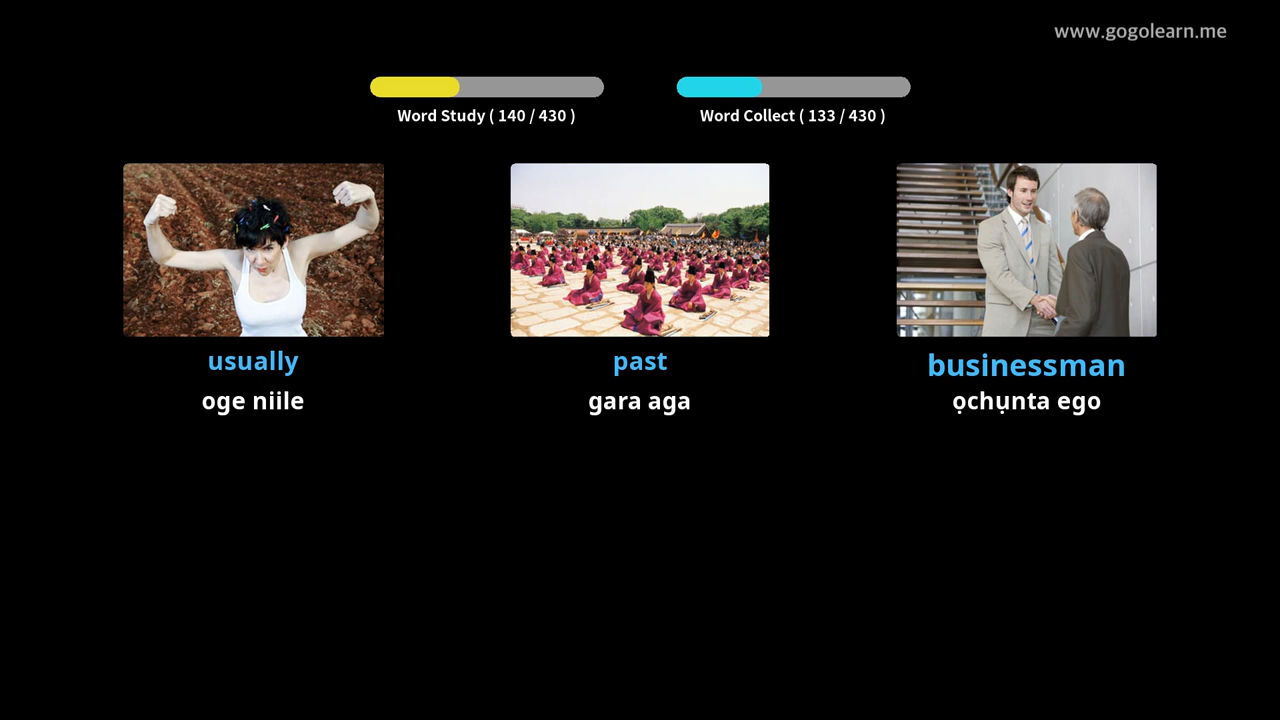 www.gogolearn.me
Word Study ( 140 / 430 )
Word Collect ( 133 / 430 )
usually
past
businessman
oge niile
gara aga
ọchụnta ego